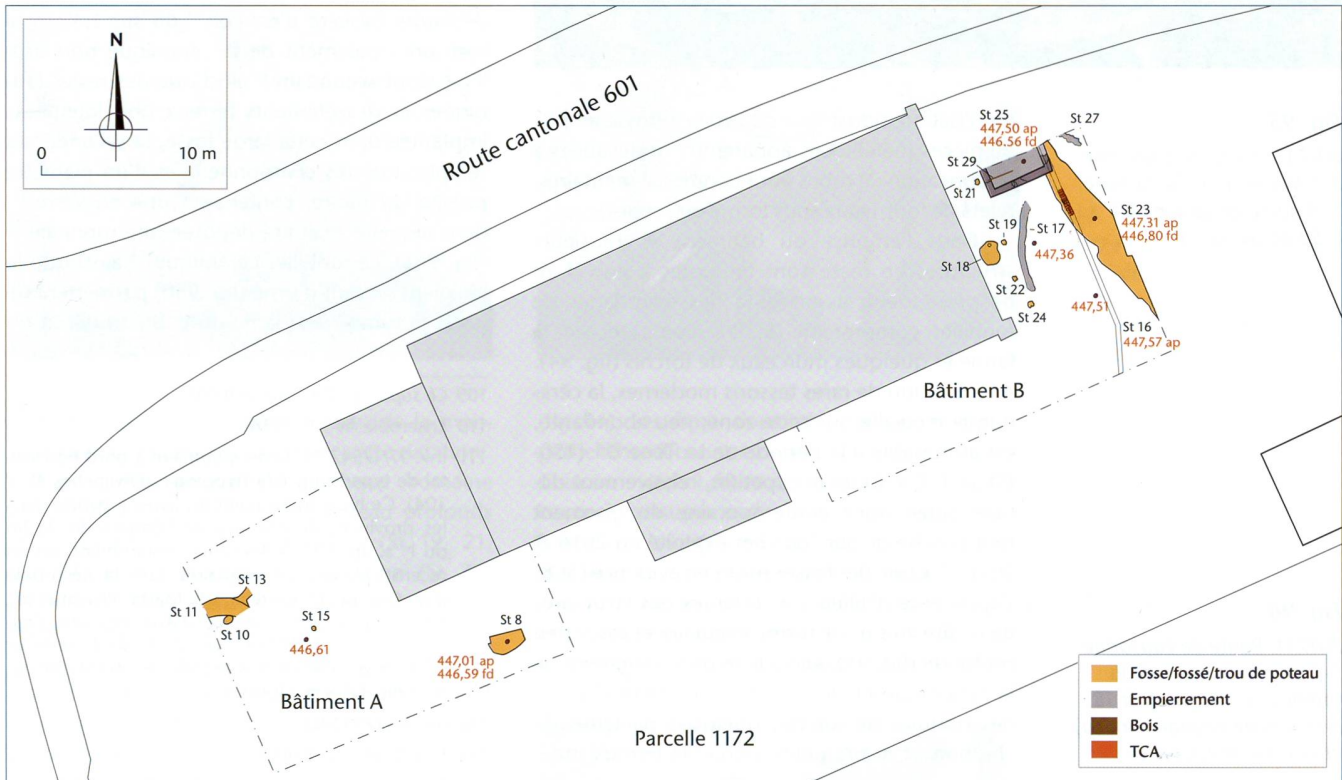 N
0 10 m
Route cantonale 601
St 25
447,50 ap
446.56 fd
St 27
St 29
St 21
St 23
447.31 ap
446,80 fd
St 19
St 17
447,36
St 18
St 22
447,51
St 24
St 16
447,57 ap
Bâtiment B
St 13
St 11
St 10
St 15
446,61
St 8
447,01 ap
446,59 fd
Bâtiment A
Parcelle 1172
Fosse/fossé/trou de poteau
Empierrement
Bois
TCA